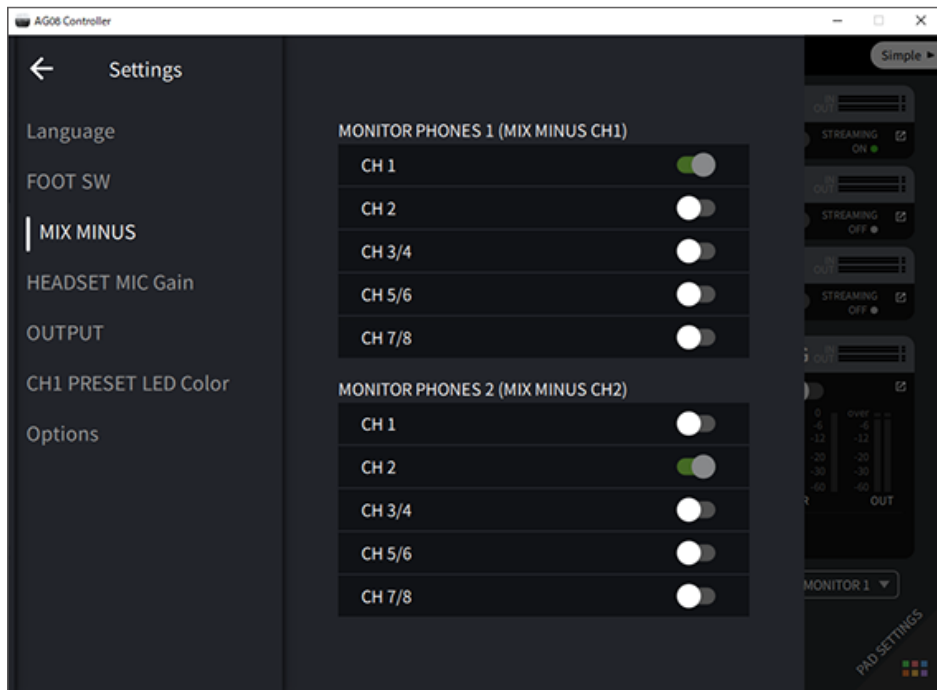 AG08 Controller
Settings
Simple
Language
FOOT SW
MIX MINUS
HEADSET MIC Gain
OUTPUT
CH1 PRESET LED Color
Options
MONITOR PHONES 1 (MIX MINUS CH1)
CH 1
CH 2
CH 3/4
CH 5/6
CH 7/8
MONITOR PHONES 2 (MIX MINUS CH2)
CH 1
CH 2
CH 3/4
CH 5/6
CH 7/8
IN
OUT
STREAMING
ON
IN
OUT
STREAMING
OFF
IN
OUT
STREAMING
OFF
IN
OUT
0 over
-6 -6
-12 -12
-20 -20
-30 -30
-60 -60
OUT
MONITOR 1
PAD SETTINGS